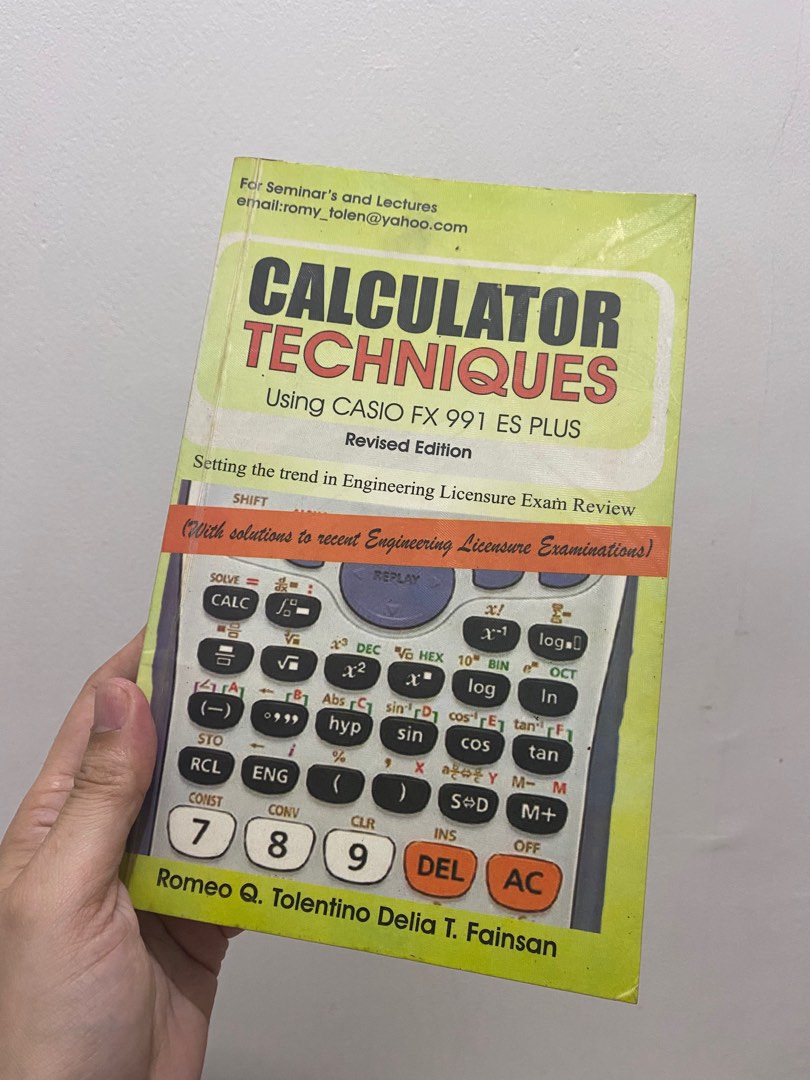 For Seminar's and Lectures
email:romy_tolen@yahoo.com
CALCULATOR
TECHNIQUES
Using CASIO FX 991 ES PLUS
Revised Edition
Setting the trend in Engineering Licensure Exam Review
SHIFT
(With solutions to recent Engineering Licensure Examinations)
REPLAY
SOLVE = :
CALC
x!
x⁻¹ log
x³ DEC HEX 10 BIN e OCT
√ x² x log ln
(–) A B Abs C sin⁻¹ D cos⁻¹ E tan⁻¹ F
°,,, hyp sin cos tan
STO ← i % , X Y M– M
RCL ENG ( ) S⇔D M+
CONST CONV CLR INS OFF
7 8 9 DEL AC
Romeo Q. Tolentino Delia T. Fainsan